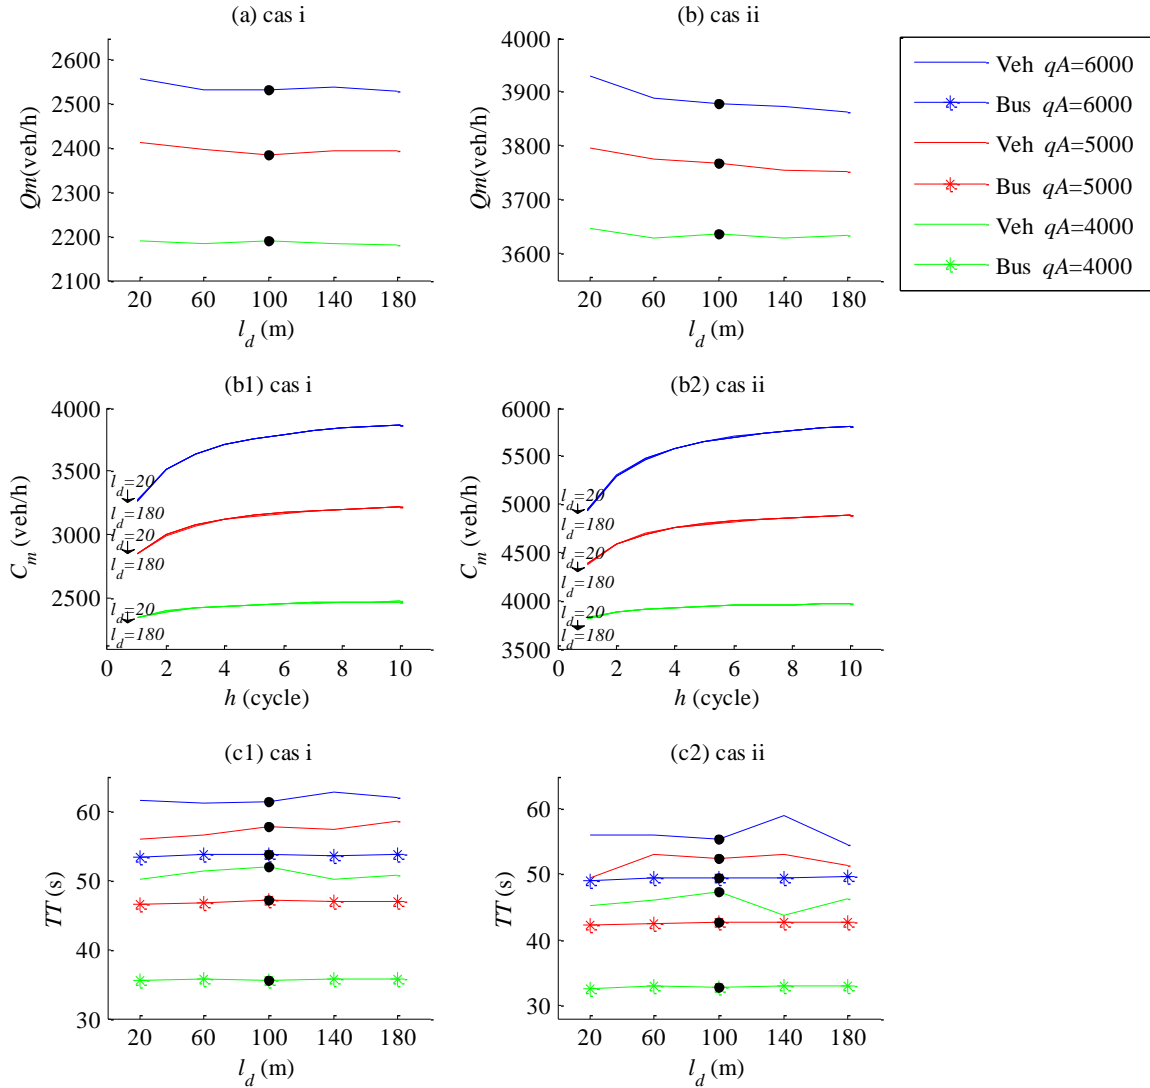 (a) cas i
2600
2500
2400
2300
2200
2100
Qm(veh/h)
20 60 100 140 180
l_d (m)
(b) cas ii
4000
3900
3800
3700
3600
Qm(veh/h)
20 60 100 140 180
l_d (m)
Veh qA=6000
Bus qA=6000
Veh qA=5000
Bus qA=5000
Veh qA=4000
Bus qA=4000
(b1) cas i
4000
3500
3000
2500
C_m (veh/h)
l_d=20
l_d=180
l_d=20
l_d=180
l_d=20
l_d=180
0 2 4 6 8 10
h (cycle)
(b2) cas ii
6000
5500
5000
4500
4000
3500
C_m (veh/h)
l_d=20
l_d=180
l_d=20
l_d=180
l_d=20
l_d=180
0 2 4 6 8 10
h (cycle)
(c1) cas i
60
50
40
30
TT (s)
20 60 100 140 180
l_d (m)
(c2) cas ii
60
50
40
30
TT (s)
20 60 100 140 180
l_d (m)